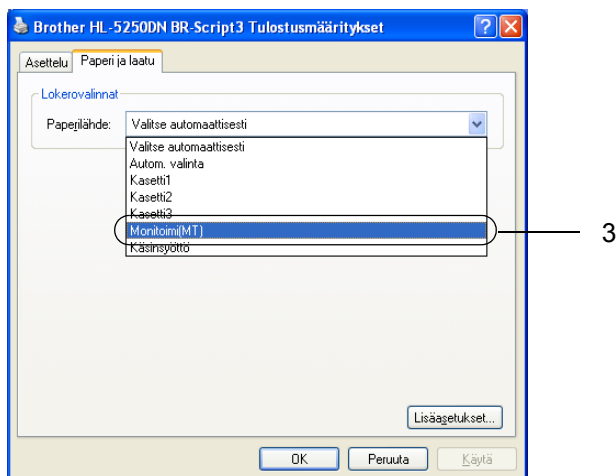 Brother HL-5250DN BR-Script3 Tulostusmääritykset
Asettelu Paperi ja laatu
Lokerovalinnat
Paperilähde: Valitse automaattisesti
Valitse automaattisesti
Autom. valinta
Kasetti1
Kasetti2
Kasetti3
Monitoimi(MT) 3
Käsinsyöttö
Lisäasetukset...
OK Peruuta Käytä